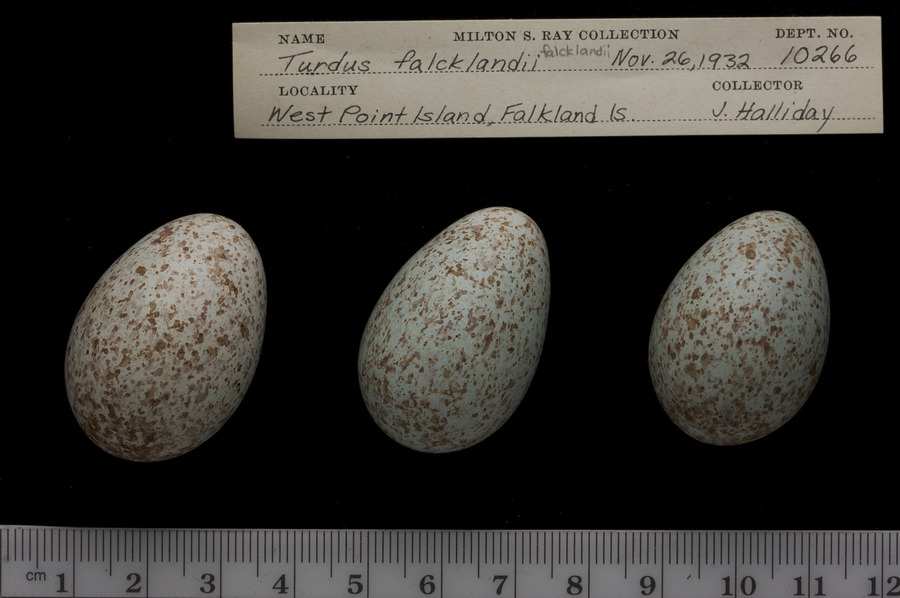 NAME MILTON S. RAY COLLECTION DEPT. NO.
Turdus falcklandii falcklandii Nov. 26, 1932 10266
LOCALITY COLLECTOR
West Point Island, Falkland Is. J. Halliday
cm 1 2 3 4 5 6 7 8 9 10 11 12